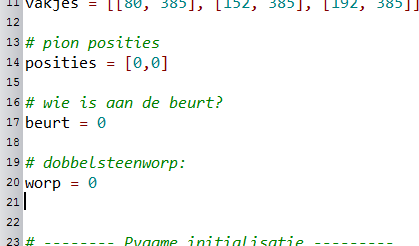 11 vakjes = [[80, 385], [152, 385], [192, 385]]
12
13 # pion posities
14 posities = [0,0]
15
16 # wie is aan de beurt?
17 beurt = 0
18
19 # dobbelsteenworp:
20 worp = 0
21
22
23 # -------- Pygame initialisatie ---------